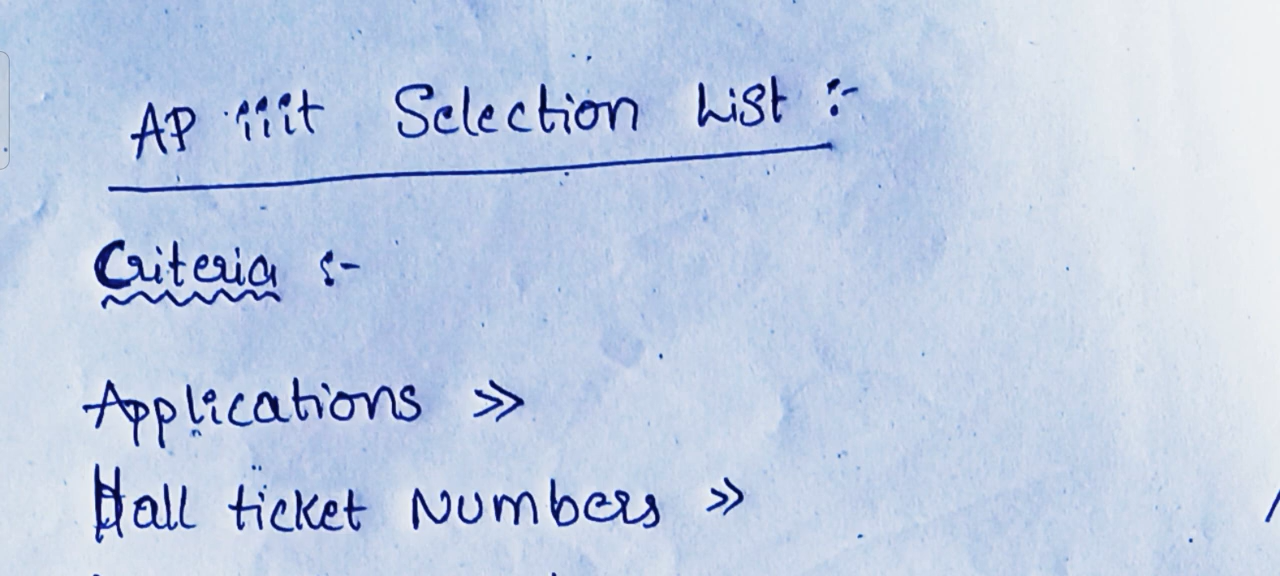 AP iiit Selection List :-
Criteria :-
Applications >>
Hall ticket Numbers >>